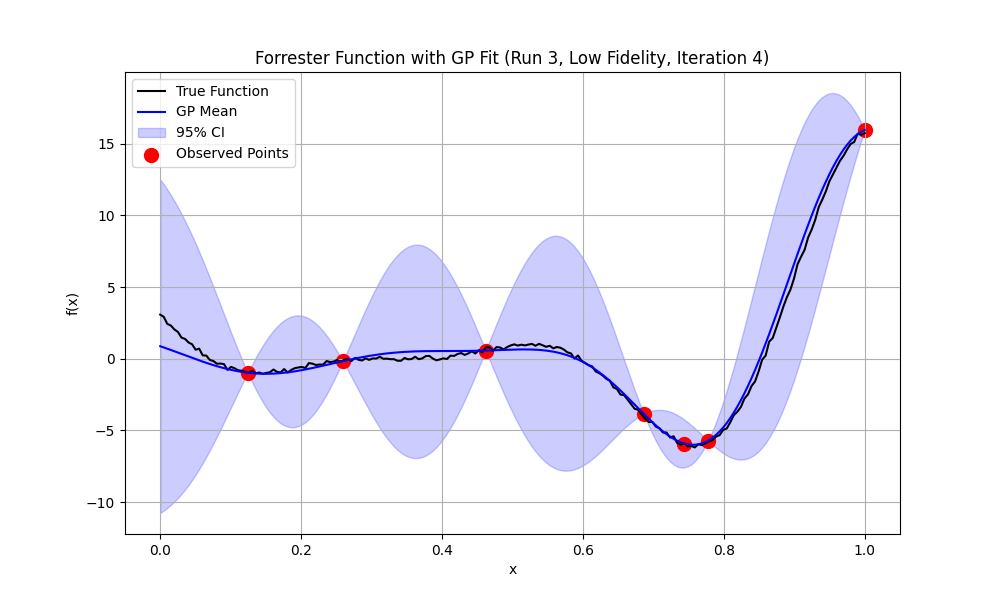 Forrester Function with GP Fit (Run 3, Low Fidelity, Iteration 4)
True Function
GP Mean
95% CI
Observed Points
f(x)
15
10
5
0
−5
−10
0.0 0.2 0.4 0.6 0.8 1.0
x